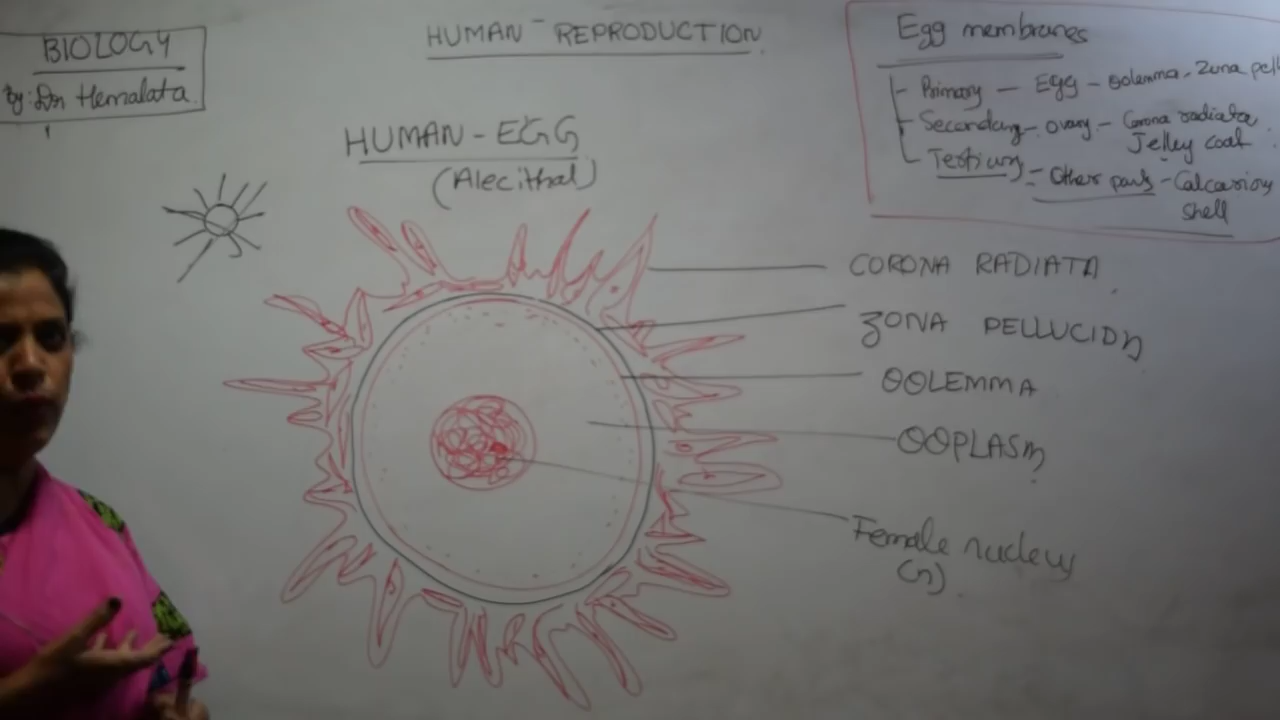 BIOLOGY
By: Dr Hemalata
HUMAN REPRODUCTION
HUMAN-EGG
(Alecithal)
Egg membranes
Primary - Egg - Oolemma, Zona pell
Secondary - ovary - Corona radiata
Jelley coat
Tertiary - Other parts - Calcarious
Shell
CORONA RADIATA
ZONA PELLUCIDA
OOLEMMA
OOPLASM
Female nucleus
(n)